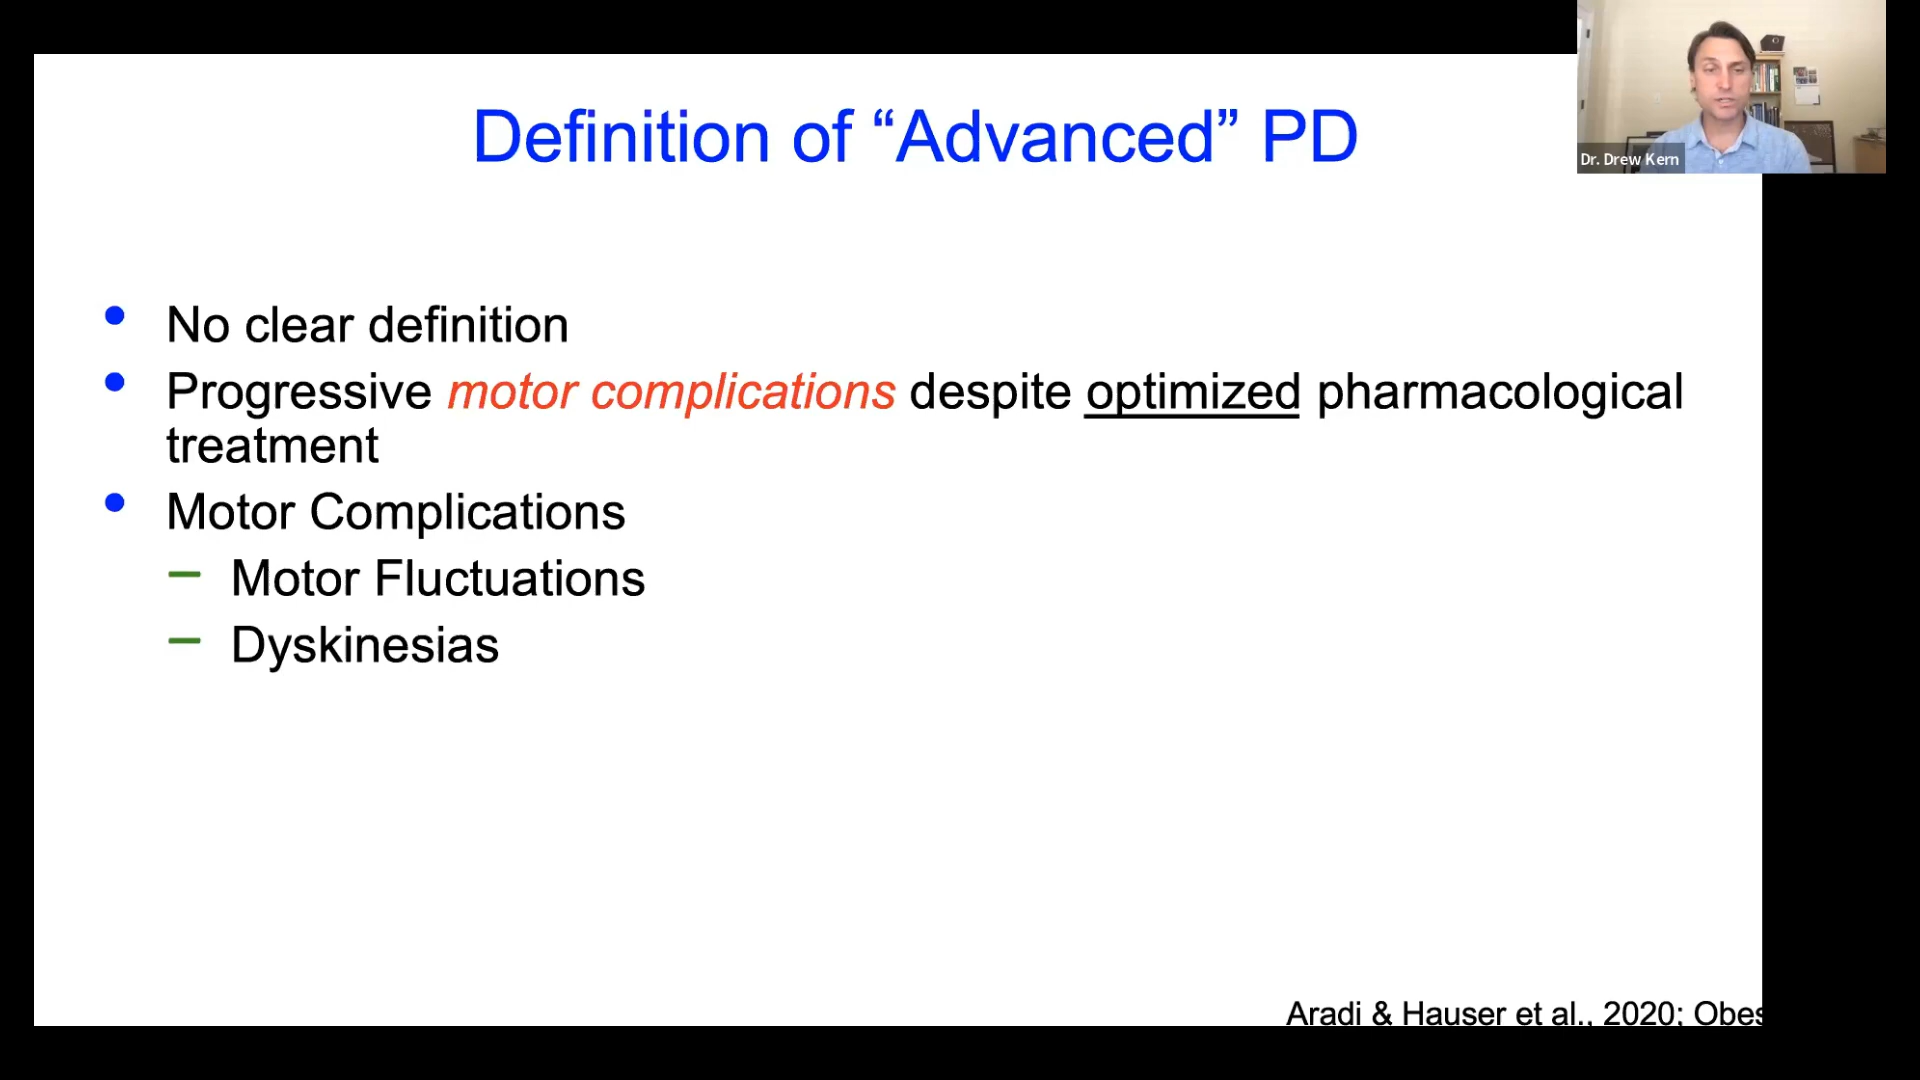 Definition of “Advanced” PD
Dr. Drew Kern
• No clear definition
• Progressive motor complications despite optimized pharmacological
treatment
• Motor Complications
– Motor Fluctuations
– Dyskinesias
Aradi & Hauser et al., 2020;